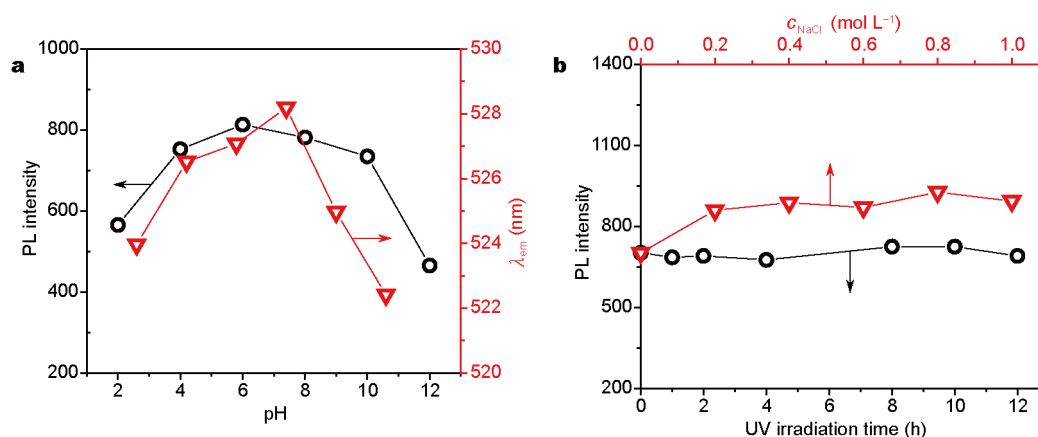 a
1000
800
600
400
200
PL intensity
2 4 6 8 10 12
pH
530
528
526
524
522
520
λem (nm)
b
cNaCl (mol L⁻¹)
0.0 0.2 0.4 0.6 0.8 1.0
1400
1100
800
500
200
PL intensity
0 2 4 6 8 10 12
UV irradiation time (h)